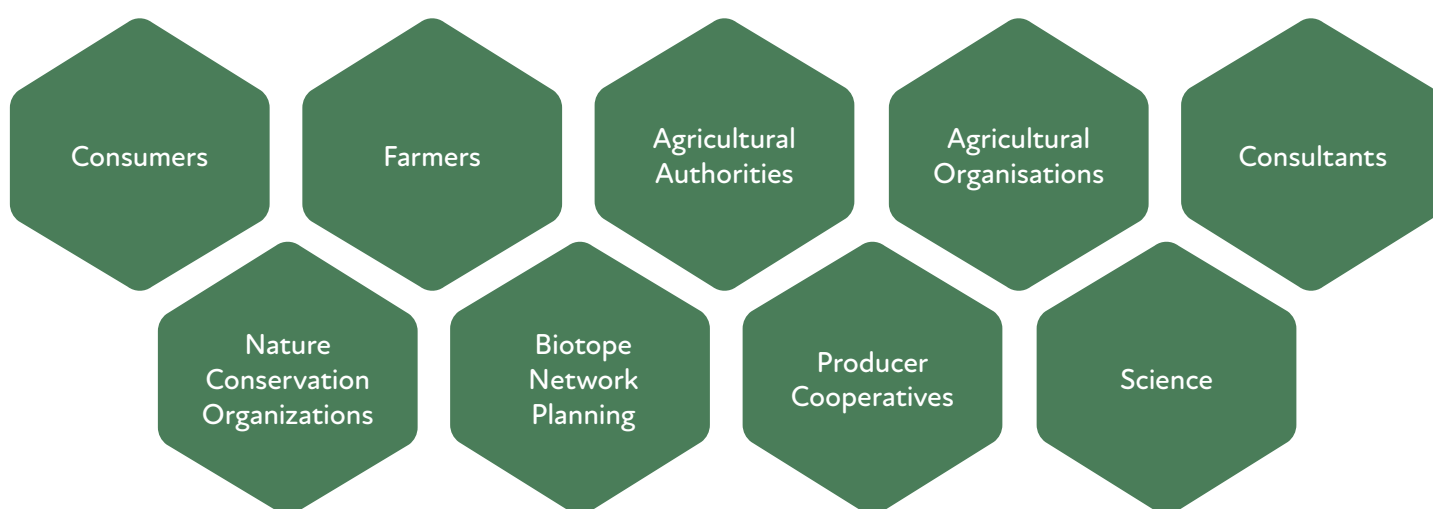 Consumers
Farmers
Agricultural
Authorities
Agricultural
Organisations
Consultants
Nature
Conservation
Organizations
Biotope
Network
Planning
Producer
Cooperatives
Science